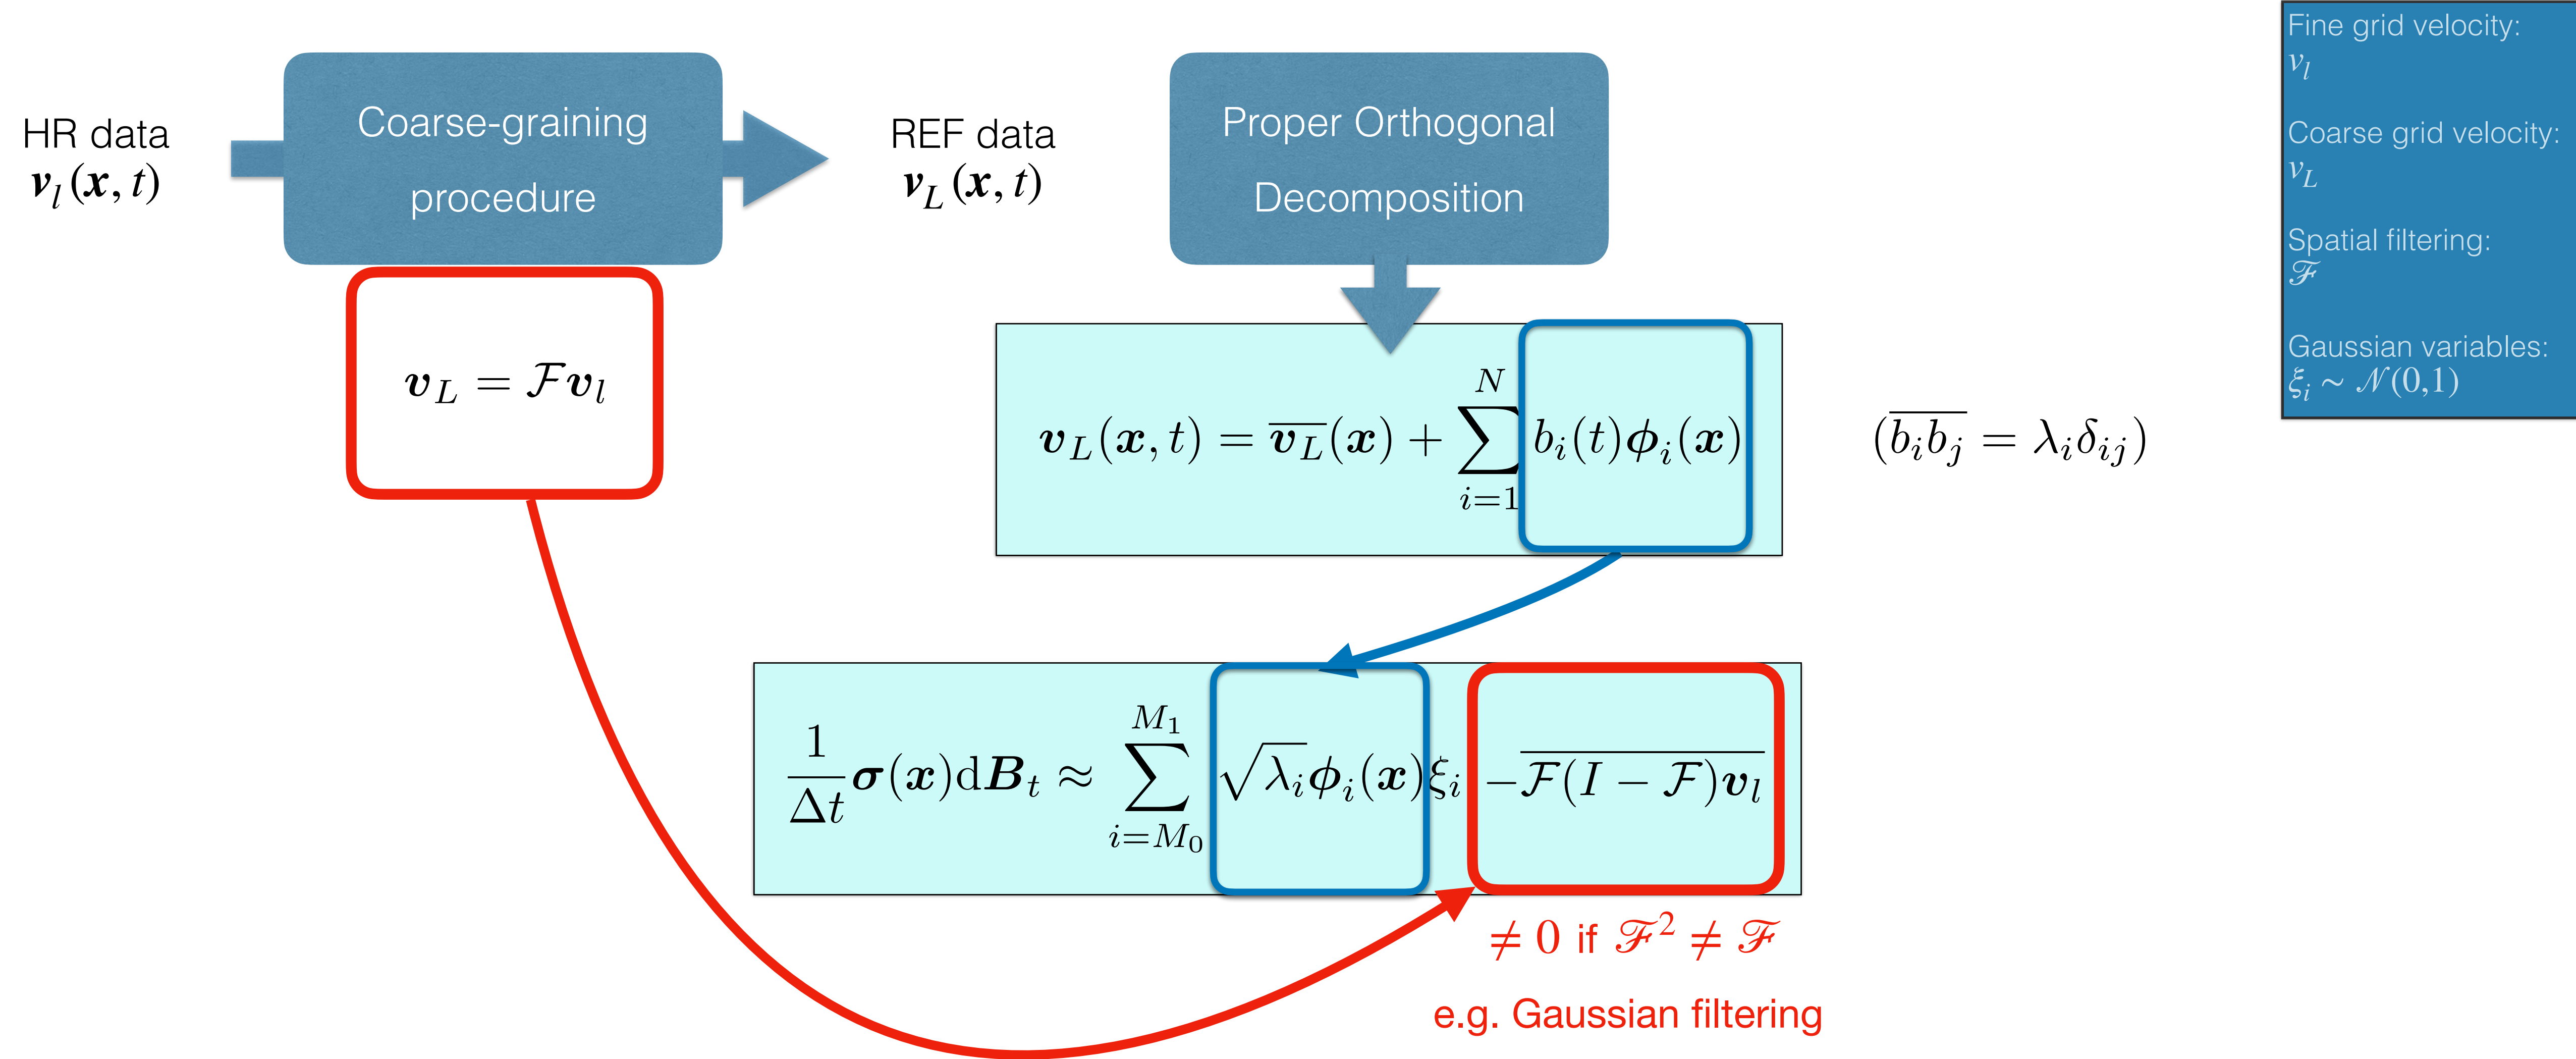 HR data
𝒗_l(𝒙, t)
Coarse-graining
procedure
REF data
𝒗_L(𝒙, t)
Proper Orthogonal
Decomposition
Fine grid velocity:
v_l
Coarse grid velocity:
v_L
Spatial filtering:
ℱ
Gaussian variables:
ξ_i ~ 𝒩(0,1)
𝒗_L = ℱ𝒗_l
𝒗_L(𝒙, t) = \overline{𝒗_L}(𝒙) + \sum_{i=1}^{N} b_i(t)𝝓_i(𝒙)
(\overline{b_i b_j} = λ_i δ_{ij})
\frac{1}{Δt} 𝝈(𝒙)d𝑩_t ≈ \sum_{i=M_0}^{M_1} \sqrt{λ_i} 𝝓_i(𝒙) ξ_i −\overline{ℱ(I − ℱ)𝒗_l}
≠ 0 if ℱ² ≠ ℱ
e.g. Gaussian filtering